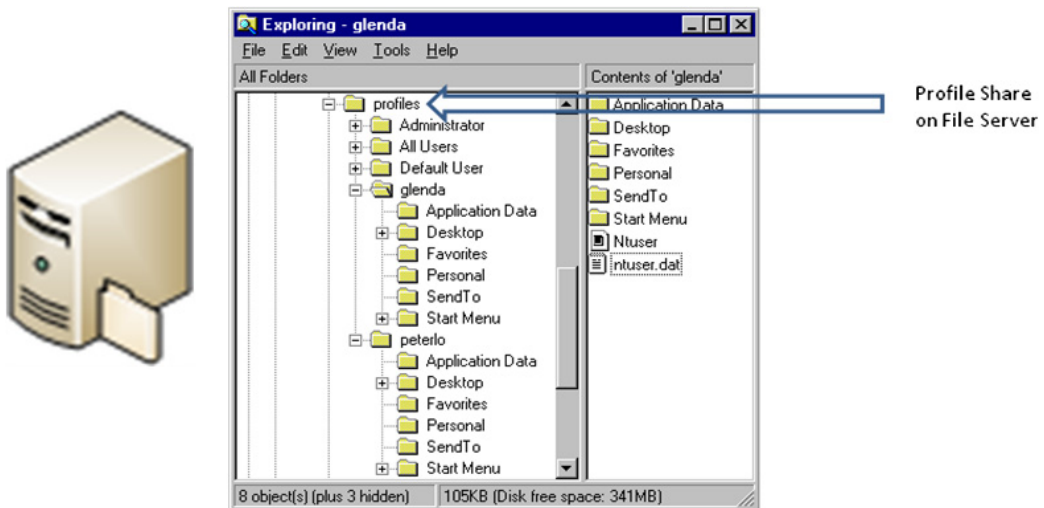 Exploring - glenda
File Edit View Tools Help
All Folders
Contents of 'glenda'
profiles
Administrator
All Users
Default User
glenda
Application Data
Desktop
Favorites
Personal
SendTo
Start Menu
peterlo
Application Data
Desktop
Favorites
Personal
SendTo
Start Menu
Application Data
Desktop
Favorites
Personal
SendTo
Start Menu
Ntuser
ntuser.dat
8 object(s) (plus 3 hidden)
105KB (Disk free space: 341MB)
Profile Share
on File Server